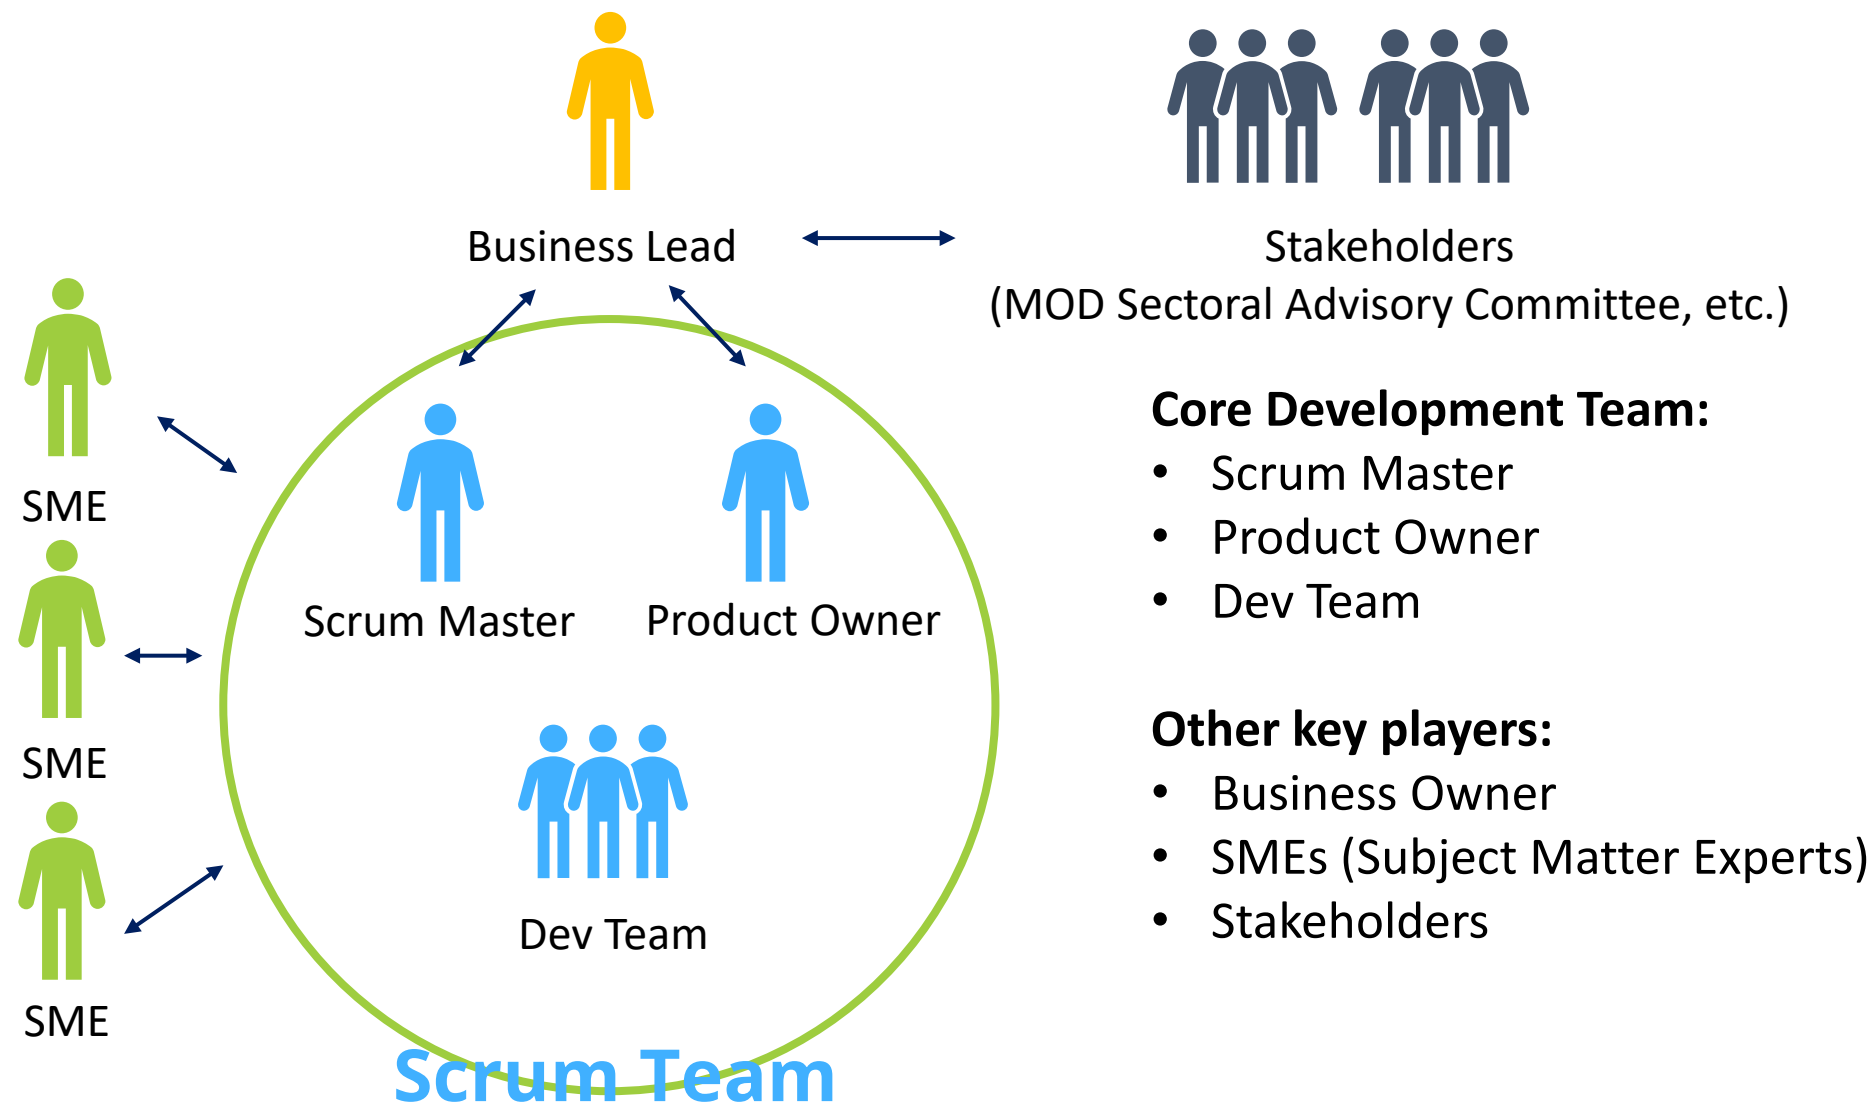 Business Lead
Stakeholders
(MOD Sectoral Advisory Committee, etc.)
SME
SME
SME
Scrum Master
Product Owner
Dev Team
Scrum Team
Core Development Team:
• Scrum Master
• Product Owner
• Dev Team
Other key players:
• Business Owner
• SMEs (Subject Matter Experts)
• Stakeholders